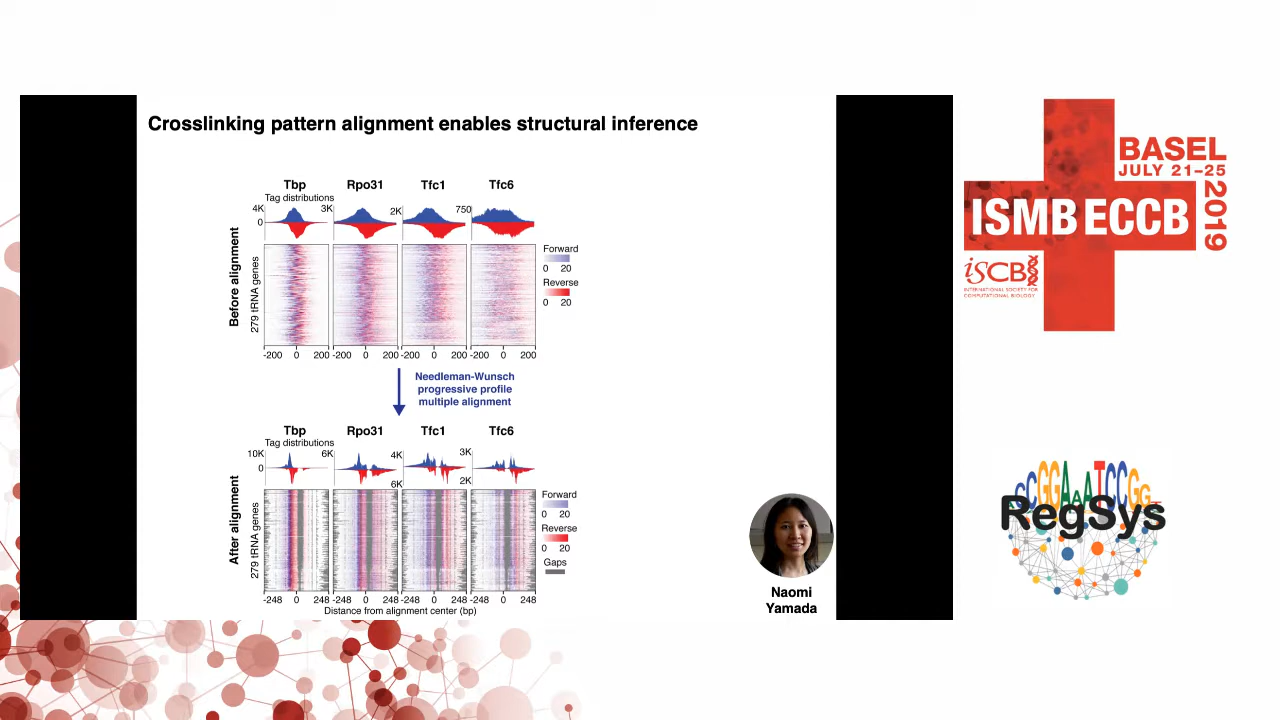 Crosslinking pattern alignment enables structural inference
Tbp Rpo31 Tfc1 Tfc6
Tag distributions
4K 3K 2K 750
0
Before alignment
279 tRNA genes
Forward
0 20
Reverse
0 20
-200 0 200 -200 0 200 -200 0 200 -200 0 200
Needleman-Wunsch
progressive profile
multiple alignment
Tbp Rpo31 Tfc1 Tfc6
Tag distributions
10K 6K 4K 3K
0
6K 2K
After alignment
279 tRNA genes
Forward
0 20
Reverse
0 20
Gaps
-248 0 248 -248 0 248 -248 0 248 -248 0 248
Distance from alignment center (bp)
Naomi
Yamada
BASEL
JULY 21–25
2019
ISMB ECCB
ISCB
INTERNATIONAL SOCIETY FOR
COMPUTATIONAL BIOLOGY
CCGGAAATCCGG
RegSys